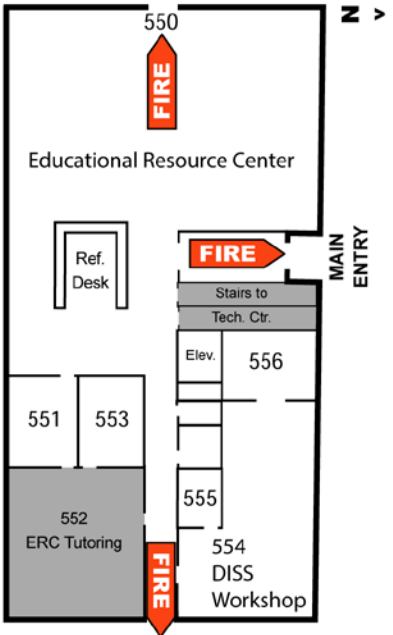 550
N
v
FIRE
Educational Resource Center
Ref.
Desk
FIRE
MAIN
ENTRY
Stairs to
Tech. Ctr.
Elev.
556
551
553
555
552
ERC Tutoring
554
DISS
Workshop
FIRE